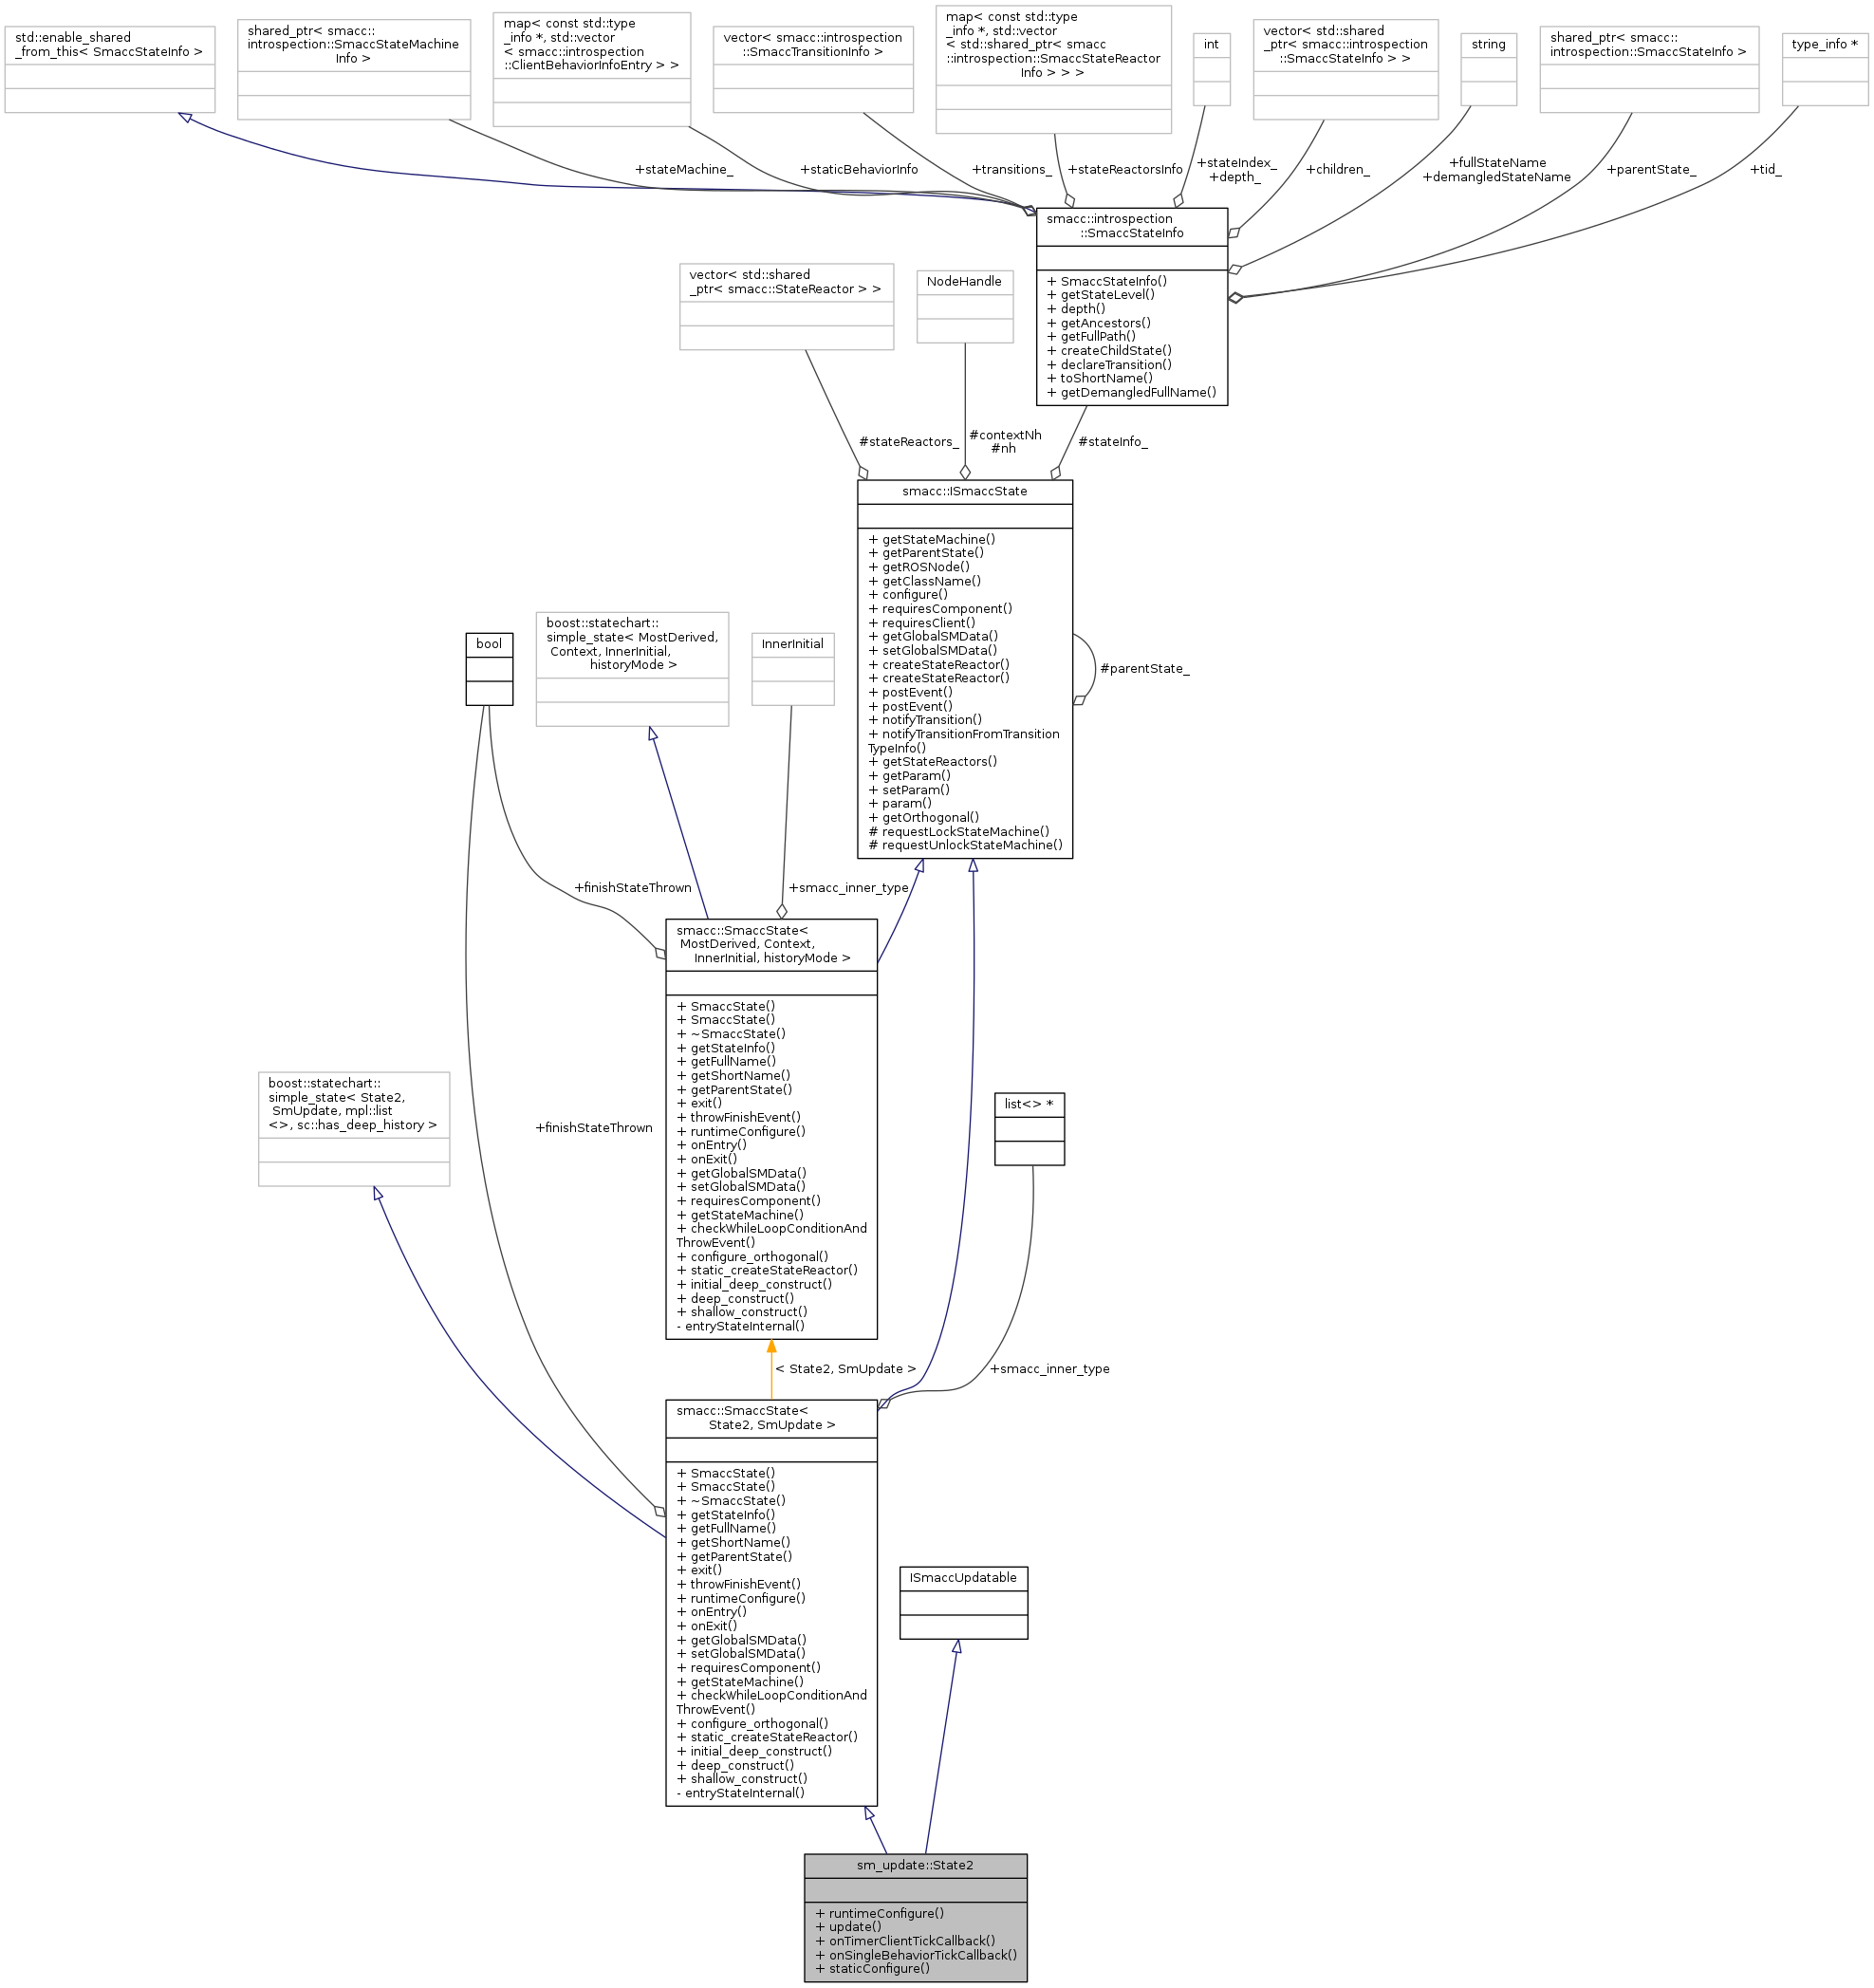 std::enable_shared
_from_this< SmaccStateInfo >
shared_ptr< smacc::
introspection::SmaccStateMachine
Info >
map< const std::type
_info *, std::vector
< smacc::introspection
::ClientBehaviorInfoEntry > >
vector< smacc::introspection
::SmaccTransitionInfo >
map< const std::type
_info *, std::vector
< std::shared_ptr< smacc
::introspection::SmaccStateReactor
Info > > >
int
vector< std::shared
_ptr< smacc::introspection
::SmaccStateInfo > >
string
shared_ptr< smacc::
introspection::SmaccStateInfo >
type_info *
+stateMachine_
+staticBehaviorInfo
+transitions_
+stateReactorsInfo
+stateIndex_
+depth_
+children_
+fullStateName
+demangledStateName
+parentState_
+tid_
smacc::introspection
::SmaccStateInfo
+ SmaccStateInfo()
+ getStateLevel()
+ depth()
+ getAncestors()
+ getFullPath()
+ createChildState()
+ declareTransition()
+ toShortName()
+ getDemangledFullName()
vector< std::shared
_ptr< smacc::StateReactor > >
NodeHandle
#stateReactors_
#contextNh
#nh
#stateInfo_
smacc::ISmaccState
+ getStateMachine()
+ getParentState()
+ getROSNode()
+ getClassName()
+ configure()
+ requiresComponent()
+ requiresClient()
+ getGlobalSMData()
+ setGlobalSMData()
+ createStateReactor()
+ createStateReactor()
+ postEvent()
+ postEvent()
+ notifyTransition()
+ notifyTransitionFromTransition
TypeInfo()
+ getStateReactors()
+ getParam()
+ setParam()
+ param()
+ getOrthogonal()
# requestLockStateMachine()
# requestUnlockStateMachine()
#parentState_
bool
boost::statechart::
simple_state< MostDerived,
Context, InnerInitial,
historyMode >
InnerInitial
+finishStateThrown
+smacc_inner_type
smacc::SmaccState<
MostDerived, Context,
InnerInitial, historyMode >
+ SmaccState()
+ SmaccState()
+ ~SmaccState()
+ getStateInfo()
+ getFullName()
+ getShortName()
+ getParentState()
+ exit()
+ throwFinishEvent()
+ runtimeConfigure()
+ onEntry()
+ onExit()
+ getGlobalSMData()
+ setGlobalSMData()
+ requiresComponent()
+ getStateMachine()
+ checkWhileLoopConditionAnd
ThrowEvent()
+ configure_orthogonal()
+ static_createStateReactor()
+ initial_deep_construct()
+ deep_construct()
+ shallow_construct()
- entryStateInternal()
boost::statechart::
simple_state< State2,
SmUpdate, mpl::list
<>, sc::has_deep_history >
+finishStateThrown
list<> *
< State2, SmUpdate >
+smacc_inner_type
smacc::SmaccState<
State2, SmUpdate >
+ SmaccState()
+ SmaccState()
+ ~SmaccState()
+ getStateInfo()
+ getFullName()
+ getShortName()
+ getParentState()
+ exit()
+ throwFinishEvent()
+ runtimeConfigure()
+ onEntry()
+ onExit()
+ getGlobalSMData()
+ setGlobalSMData()
+ requiresComponent()
+ getStateMachine()
+ checkWhileLoopConditionAnd
ThrowEvent()
+ configure_orthogonal()
+ static_createStateReactor()
+ initial_deep_construct()
+ deep_construct()
+ shallow_construct()
- entryStateInternal()
ISmaccUpdatable
sm_update::State2
+ runtimeConfigure()
+ update()
+ onTimerClientTickCallback()
+ onSingleBehaviorTickCallback()
+ staticConfigure()